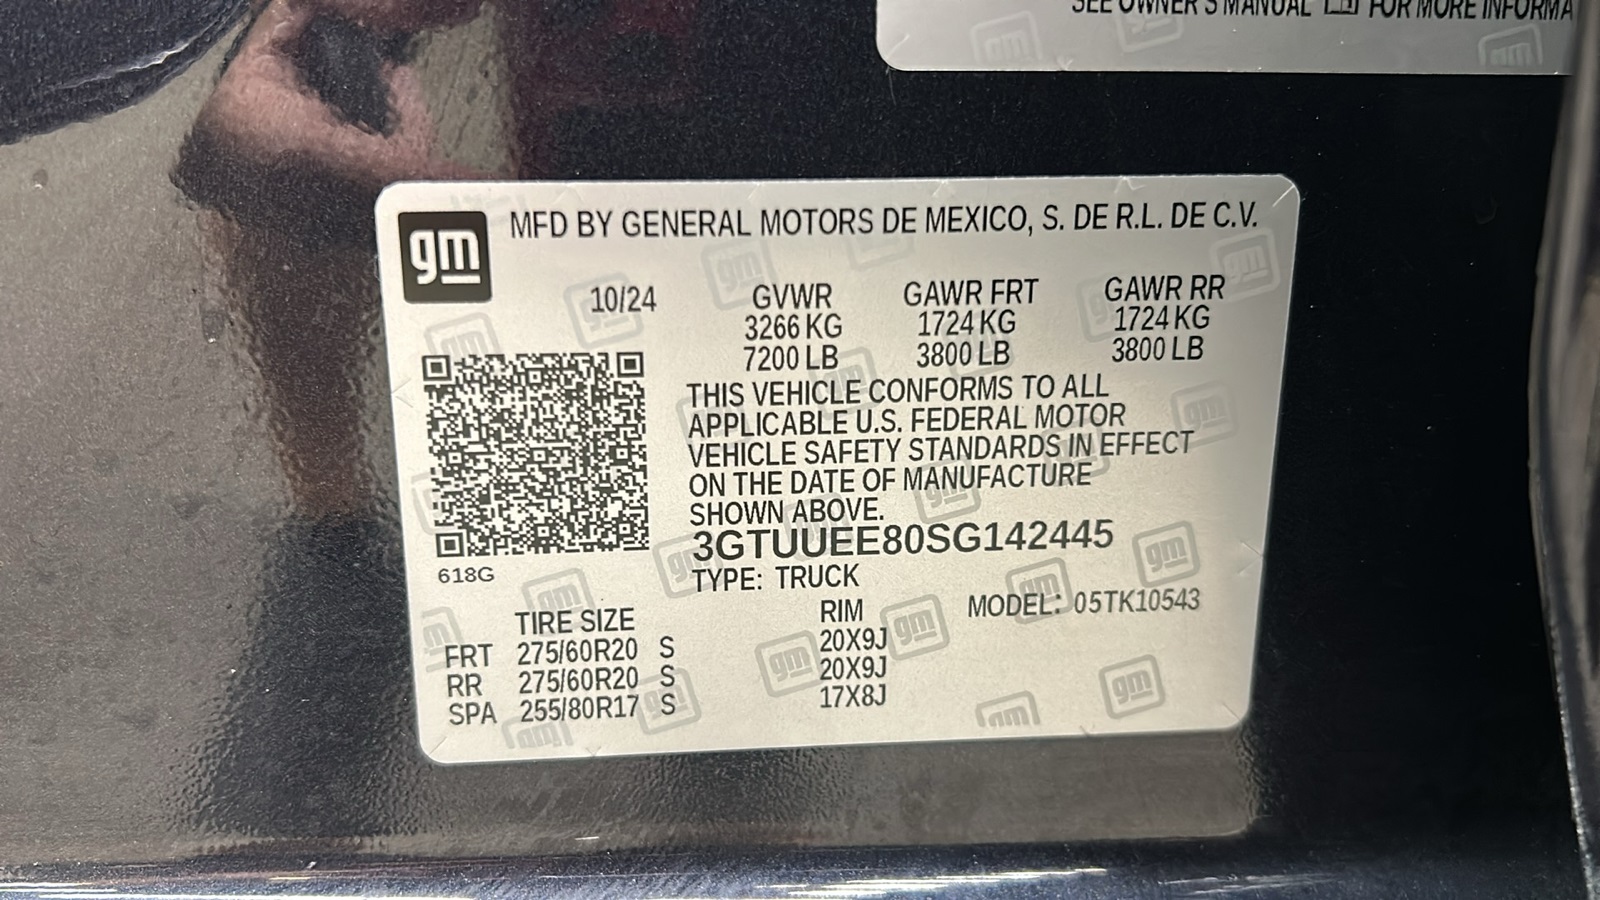 SEE OWNER'S MANUAL FOR MORE INFORMA
gm MFD BY GENERAL MOTORS DE MEXICO, S. DE R.L. DE C.V.
10/24 GVWR GAWR FRT GAWR RR
3266 KG 1724 KG 1724 KG
7200 LB 3800 LB 3800 LB
THIS VEHICLE CONFORMS TO ALL
APPLICABLE U.S. FEDERAL MOTOR
VEHICLE SAFETY STANDARDS IN EFFECT
ON THE DATE OF MANUFACTURE
SHOWN ABOVE.
3GTUUEE80SG142445
618G
TYPE: TRUCK
TIRE SIZE RIM MODEL: 05TK10543
FRT 275/60R20 S 20X9J
RR 275/60R20 S 20X9J
SPA 255/80R17 S 17X8J